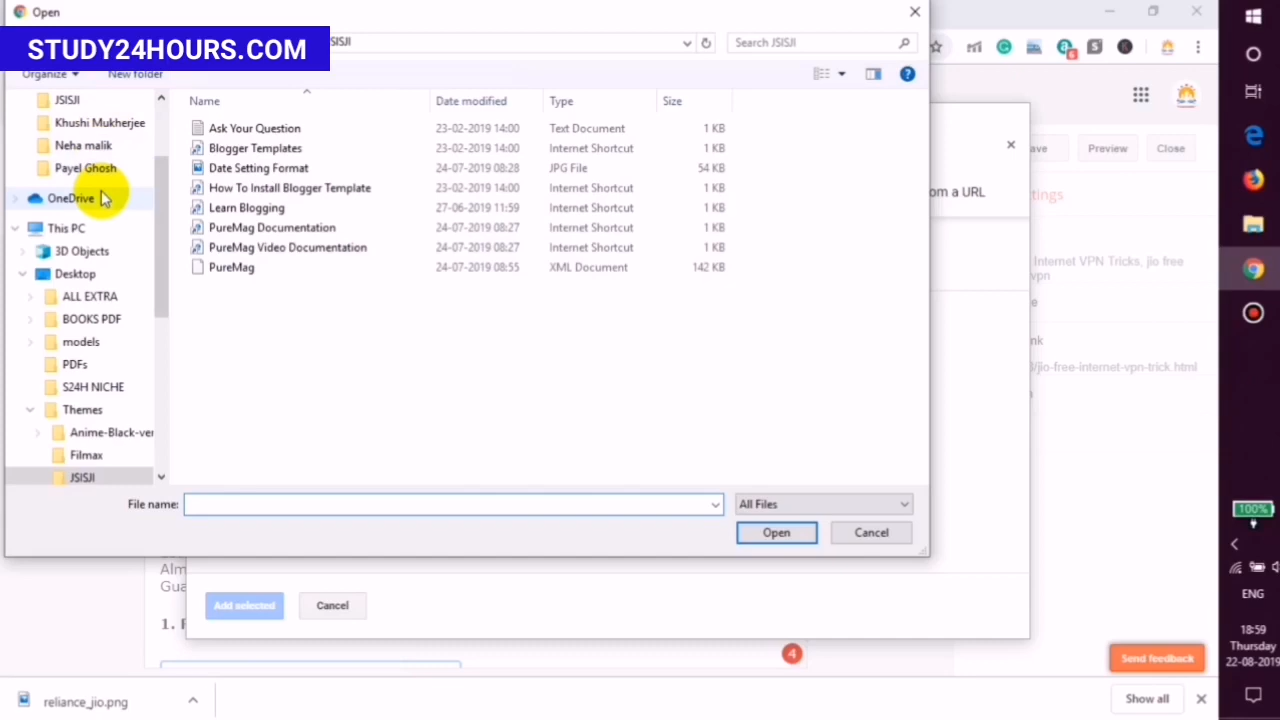 Open
STUDY24HOURS.COM
JSISJI
Search JSISJI
Organize
New folder
JSISJI
Khushi Mukherjee
Neha malik
Payel Ghosh
OneDrive
This PC
3D Objects
Desktop
ALL EXTRA
BOOKS PDF
models
PDFs
S24H NICHE
Themes
Anime-Black-ver
Filmax
JSISJI
Name Date modified Type Size
Ask Your Question 23-02-2019 14:00 Text Document 1 KB
Blogger Templates 23-02-2019 14:00 Internet Shortcut 1 KB
Date Setting Format 24-07-2019 08:28 JPG File 54 KB
How To Install Blogger Template 23-02-2019 14:00 Internet Shortcut 1 KB
Learn Blogging 27-06-2019 11:59 Internet Shortcut 1 KB
PureMag Documentation 24-07-2019 08:27 Internet Shortcut 1 KB
PureMag Video Documentation 24-07-2019 08:27 Internet Shortcut 1 KB
PureMag 24-07-2019 08:55 XML Document 142 KB
File name:
All Files
Open
Cancel
ave
Preview
Close
om a URL
tings
Internet VPN Tricks, jio free
vpn
e
nk
/jio-free-internet-vpn-trick.html
Alm
Gua
1.
Add selected
Cancel
4
Send feedback
reliance_jio.png
Show all
100%
ENG
18:59
Thursday
22-08-2019